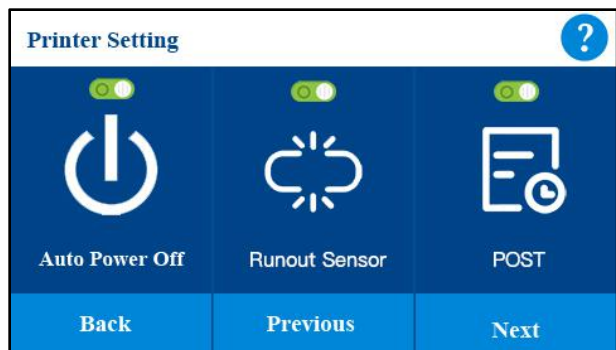 Printer Setting
?
Auto Power Off
Runout Sensor
POST
Back
Previous
Next